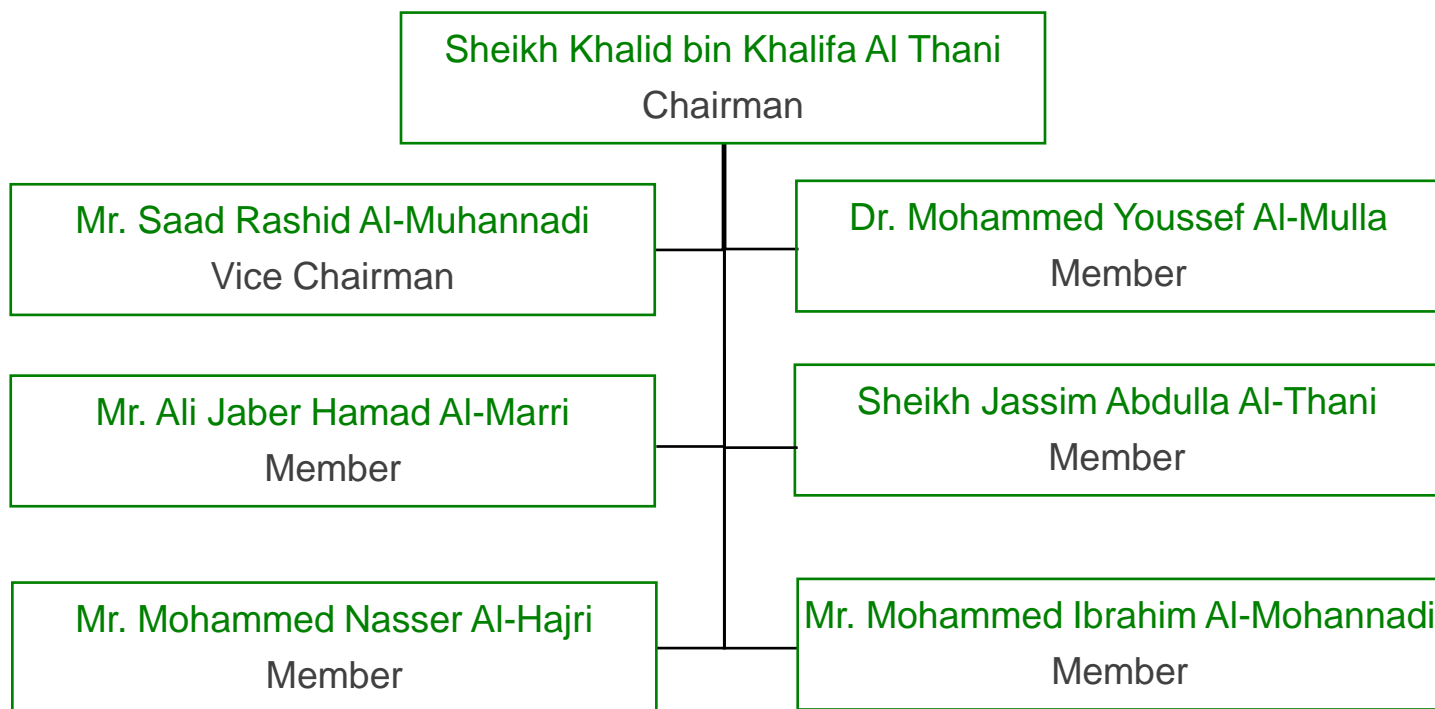 Sheikh Khalid bin Khalifa Al Thani
Chairman
Mr. Saad Rashid Al-Muhannadi
Vice Chairman
Dr. Mohammed Youssef Al-Mulla
Member
Mr. Ali Jaber Hamad Al-Marri
Member
Sheikh Jassim Abdulla Al-Thani
Member
Mr. Mohammed Nasser Al-Hajri
Member
Mr. Mohammed Ibrahim Al-Mohannadi
Member